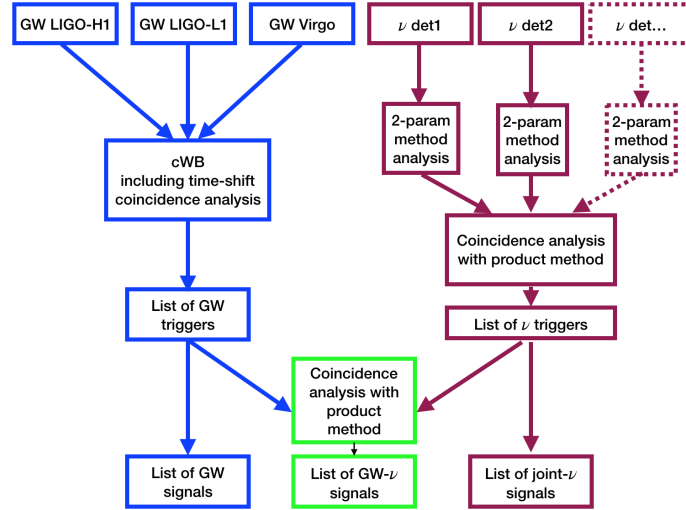 GW LIGO-H1
GW LIGO-L1
GW Virgo
ν det1
ν det2
ν det...
cWB
including time-shift
coincidence analysis
2-param
method
analysis
2-param
method
analysis
2-param
method
analysis
Coincidence analysis
with product method
List of GW
triggers
List of ν triggers
Coincidence
analysis with
product
method
List of GW
signals
List of GW-ν
signals
List of joint-ν
signals